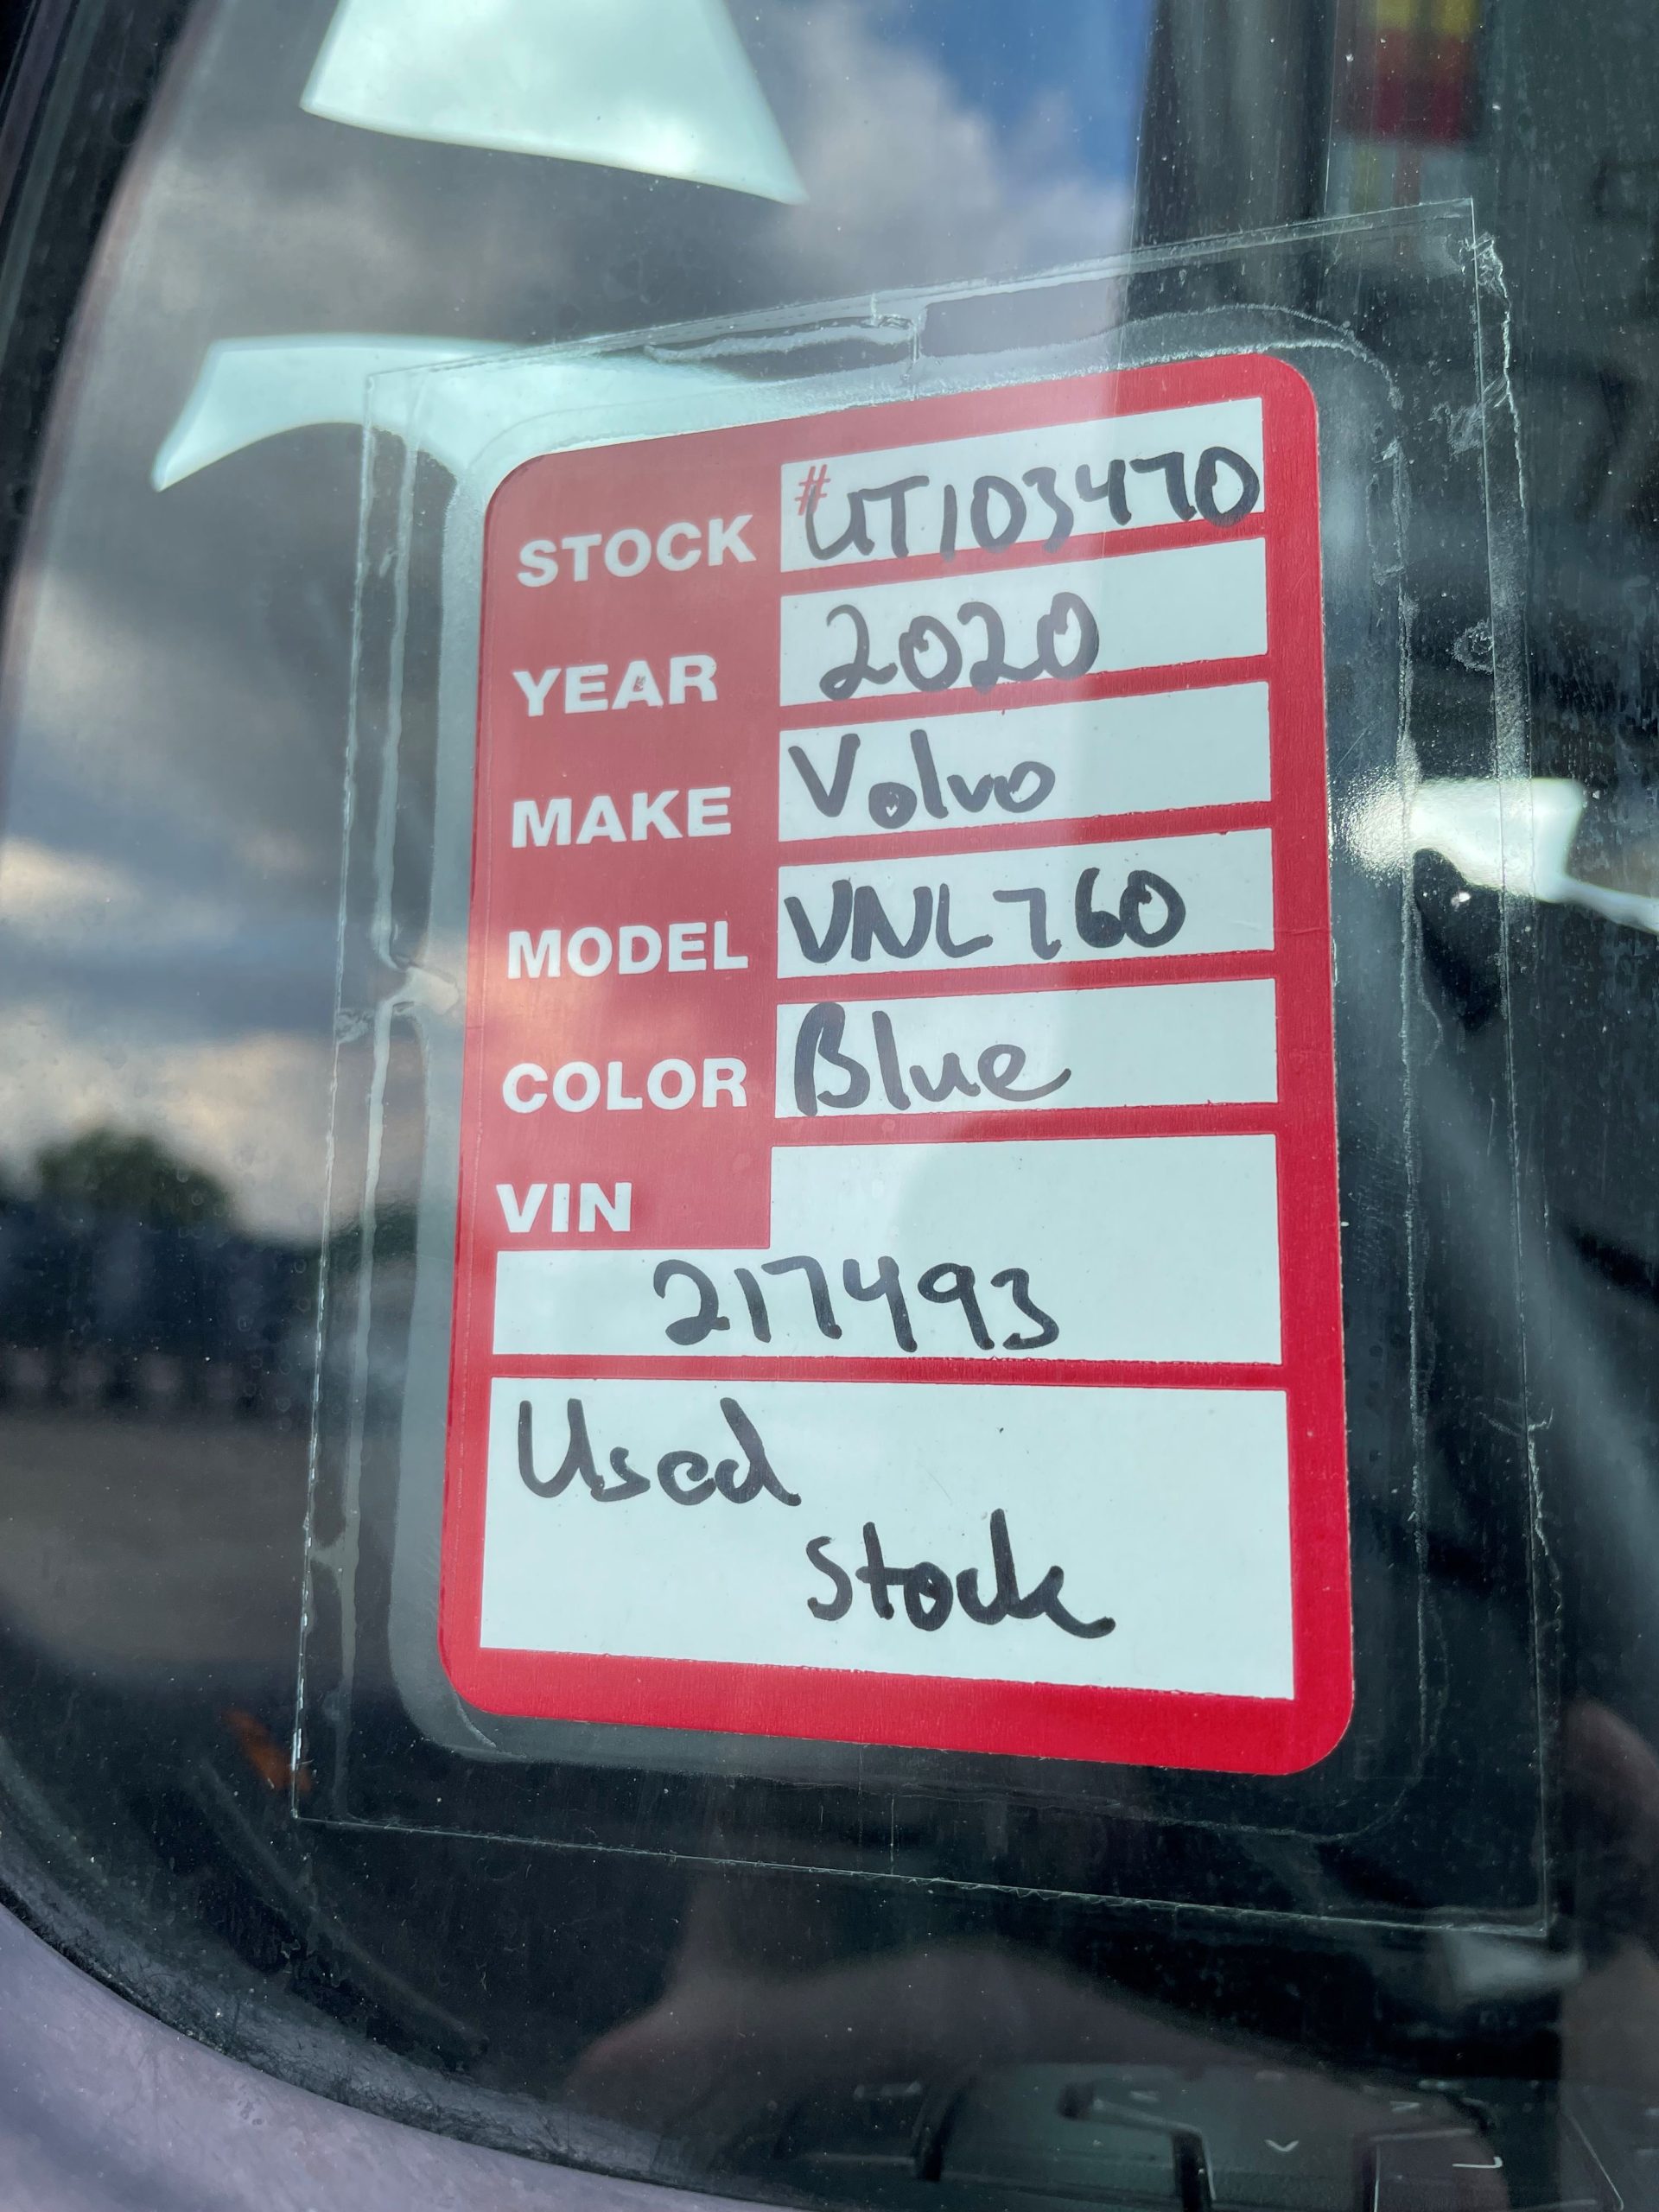 STOCK #UT103470
YEAR 2020
MAKE Volvo
MODEL VNL760
COLOR Blue
VIN
217493
Used
Stock